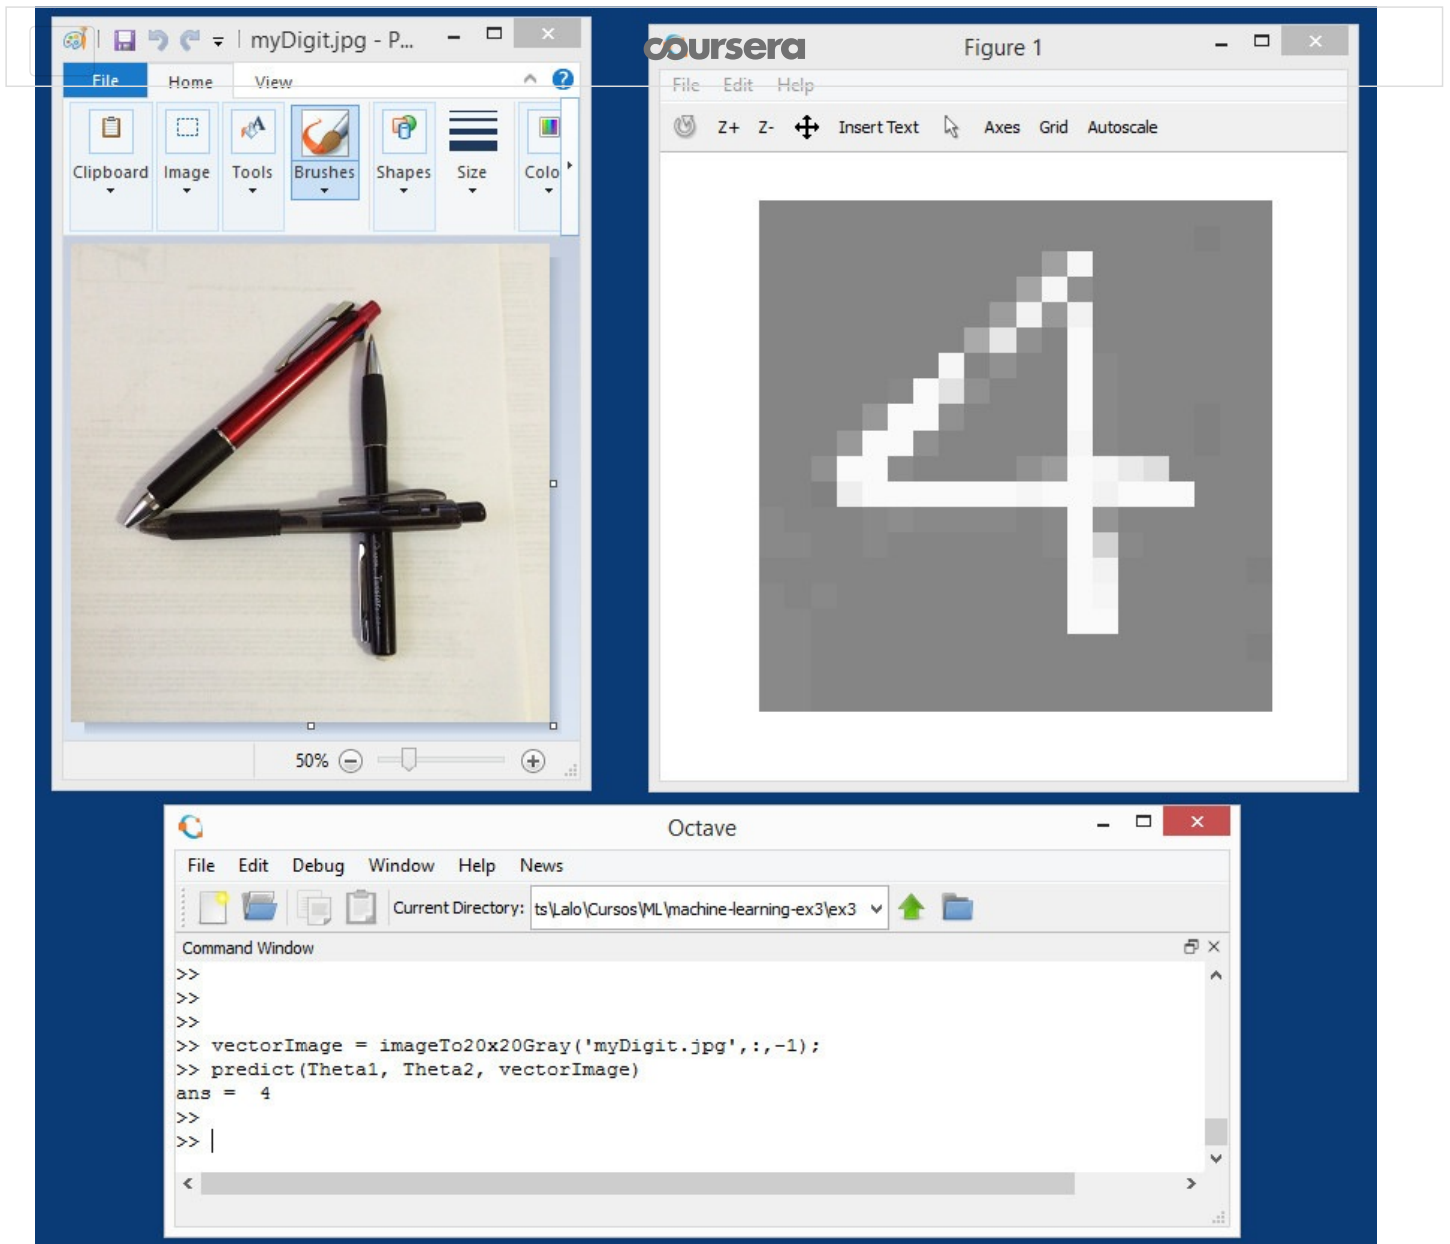 myDigit.jpg - P...
File Home View
Clipboard Image Tools Brushes Shapes Size Colo
50%
coursera
Figure 1
File Edit Help
Z+ Z- Insert Text Axes Grid Autoscale
Octave
File Edit Debug Window Help News
Current Directory: ts\Lalo\Cursos\ML\machine-learning-ex3\ex3
Command Window
>>
>>
>>
>> vectorImage = imageTo20x20Gray('myDigit.jpg',:,-1);
>> predict(Theta1, Theta2, vectorImage)
ans = 4
>>
>>